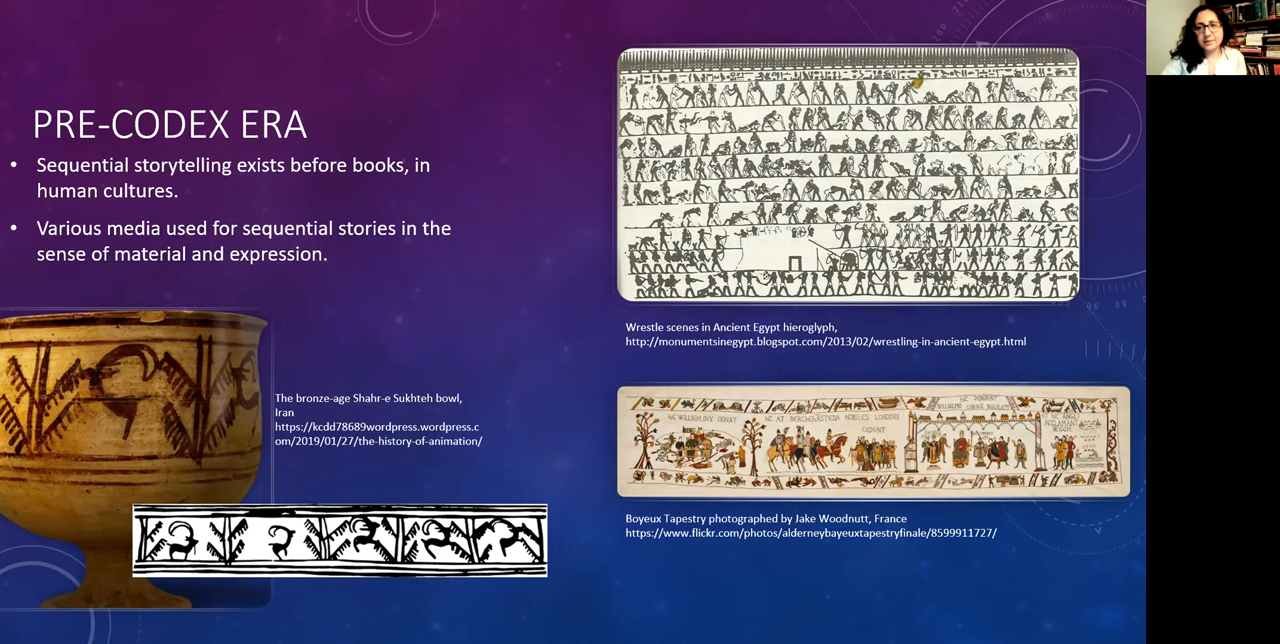 PRE-CODEX ERA
• Sequential storytelling exists before books, in
human cultures.
• Various media used for sequential stories in the
sense of material and expression.
The bronze-age Shahr-e Sukhteh bowl,
Iran
https://kcdd78689wordpress.wordpress.c
om/2019/01/27/the-history-of-animation/
Wrestle scenes in Ancient Egypt hieroglyph,
http://monumentsinegypt.blogspot.com/2013/02/wrestling-in-ancient-egypt.html
NOBILES LONDINII
CEDVNT
Boyeux Tapestry photographed by Jake Woodnutt, France
https://www.flickr.com/photos/alderneybayeuxtapestryfinale/8599911727/